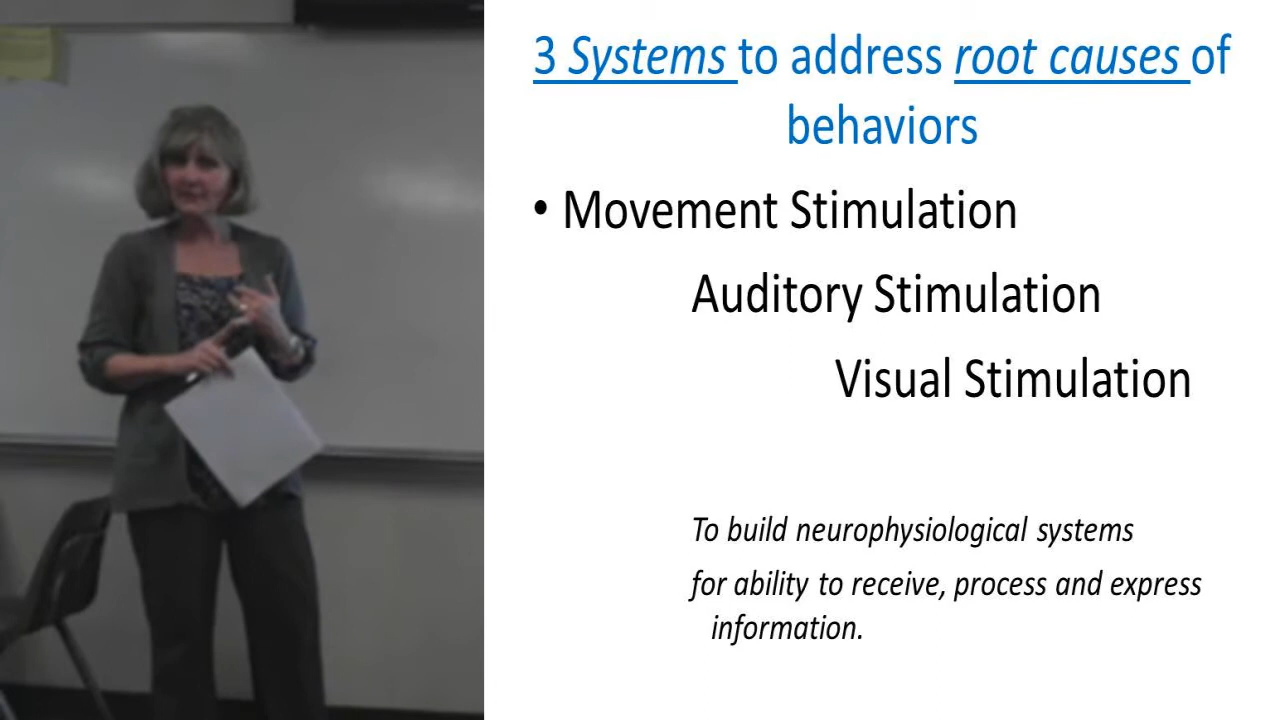 3 Systems to address root causes of
behaviors
• Movement Stimulation
Auditory Stimulation
Visual Stimulation
To build neurophysiological systems
for ability to receive, process and express
information.